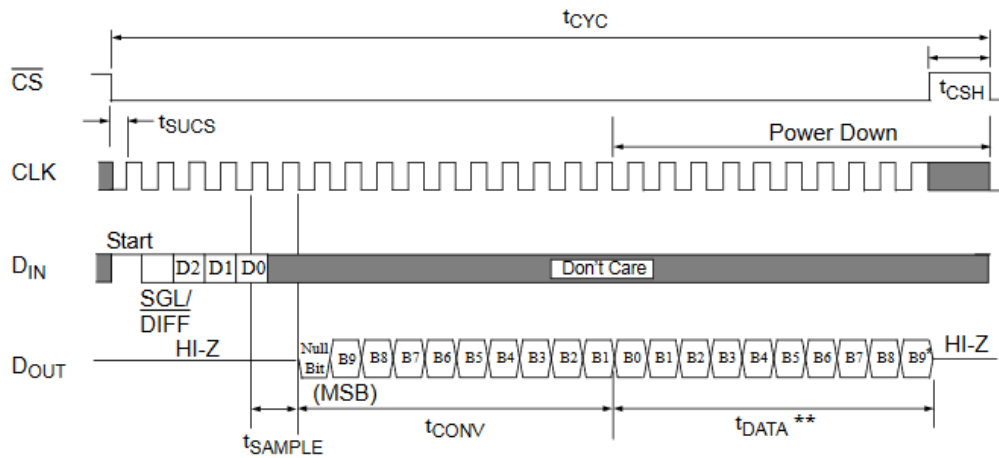 tCYC
CS
tCSH
tSUCS
Power Down
CLK
Start
DIN
D2 D1 D0
Don't Care
SGL/
DIFF
HI-Z
DOUT
Null
Bit
B9 B8 B7 B6 B5 B4 B3 B2 B1 B0 B1 B2 B3 B4 B5 B6 B7 B8 B9*
HI-Z
(MSB)
tSAMPLE
tCONV
tDATA **